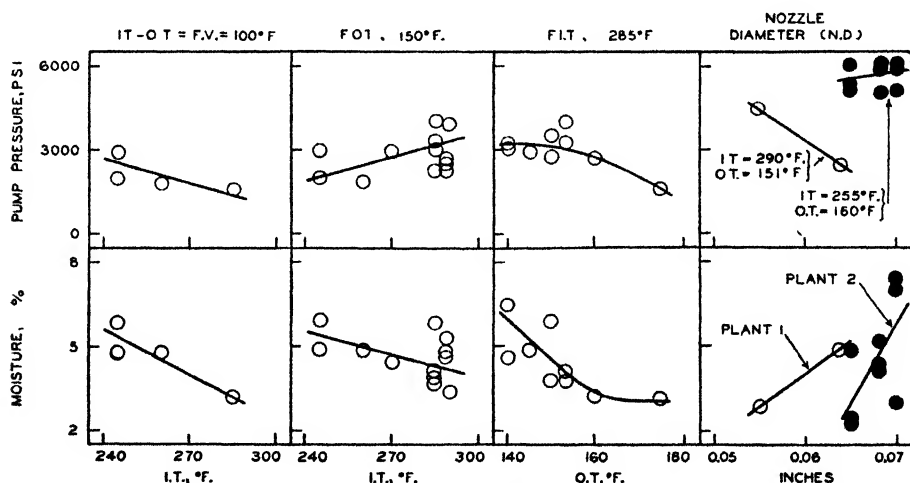 IT-OT = F.V. = 100°F
FOT, 150°F.
F.I.T., 285°F
NOZZLE
DIAMETER (N.D.)
PUMP PRESSURE, PSI
6000
3000
0
IT = 290°F.
O.T. = 151°F
IT = 255°F.
O.T. = 160°F
MOISTURE, %
8
5
2
PLANT 1
PLANT 2
240 260 300
240 260 300
140 160 180
0.05 0.06 0.07
I.T., °F.
I.T., °F.
O.T. °F.
INCHES